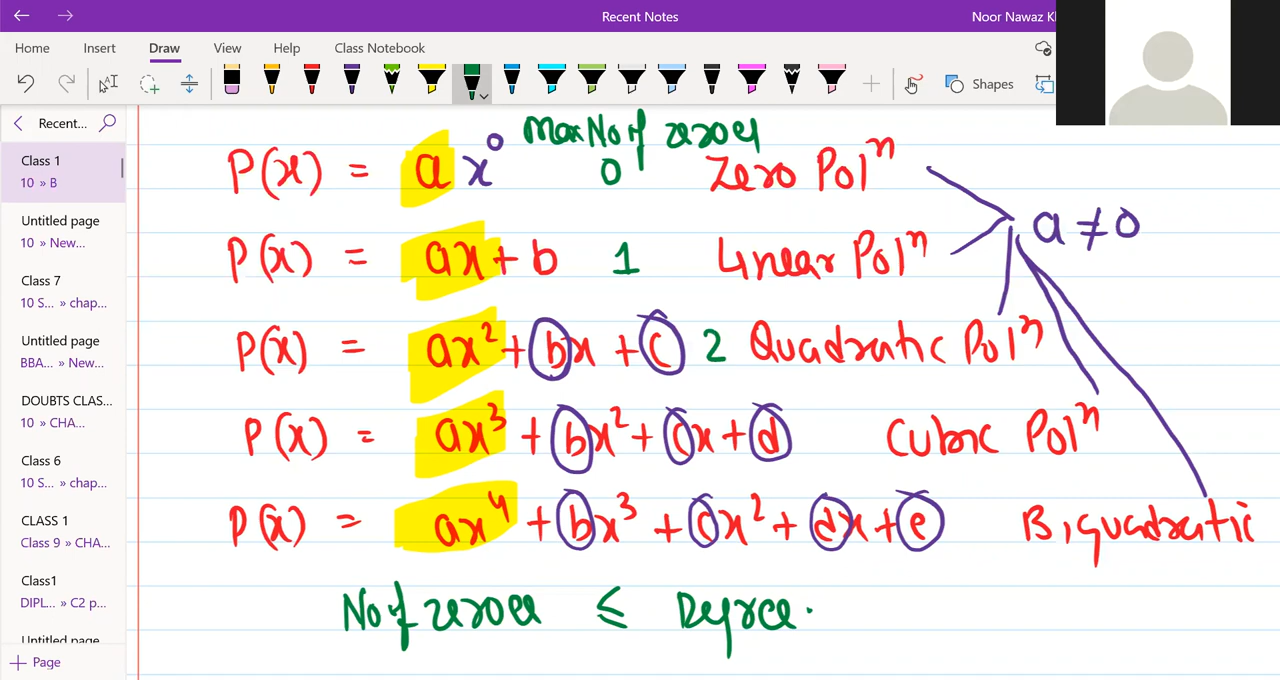 Recent Notes
Noor Nawaz Kh
Home Insert Draw View Help Class Notebook
Shapes
Recent...
Class 1
10 » B
Untitled page
10 » New...
Class 7
10 S... » chap...
Untitled page
BBA... » New...
DOUBTS CLAS...
10 » CHA...
Class 6
10 S... » chap...
CLASS 1
Class 9 » CHA...
Class1
DIPL... » C2 p...
Untitled page
+ Page
Max No of zeroes
P(x) = ax⁰ 0 Zero Polⁿ
a ≠ 0
P(x) = ax + b 1 Linear Polⁿ
P(x) = ax² + bx + c 2 Quadratic Polⁿ
P(x) = ax³ + bx² + cx + d Cubic Polⁿ
P(x) = ax⁴ + bx³ + cx² + dx + e Biquadratic
No of zeroes ≤ Degree.